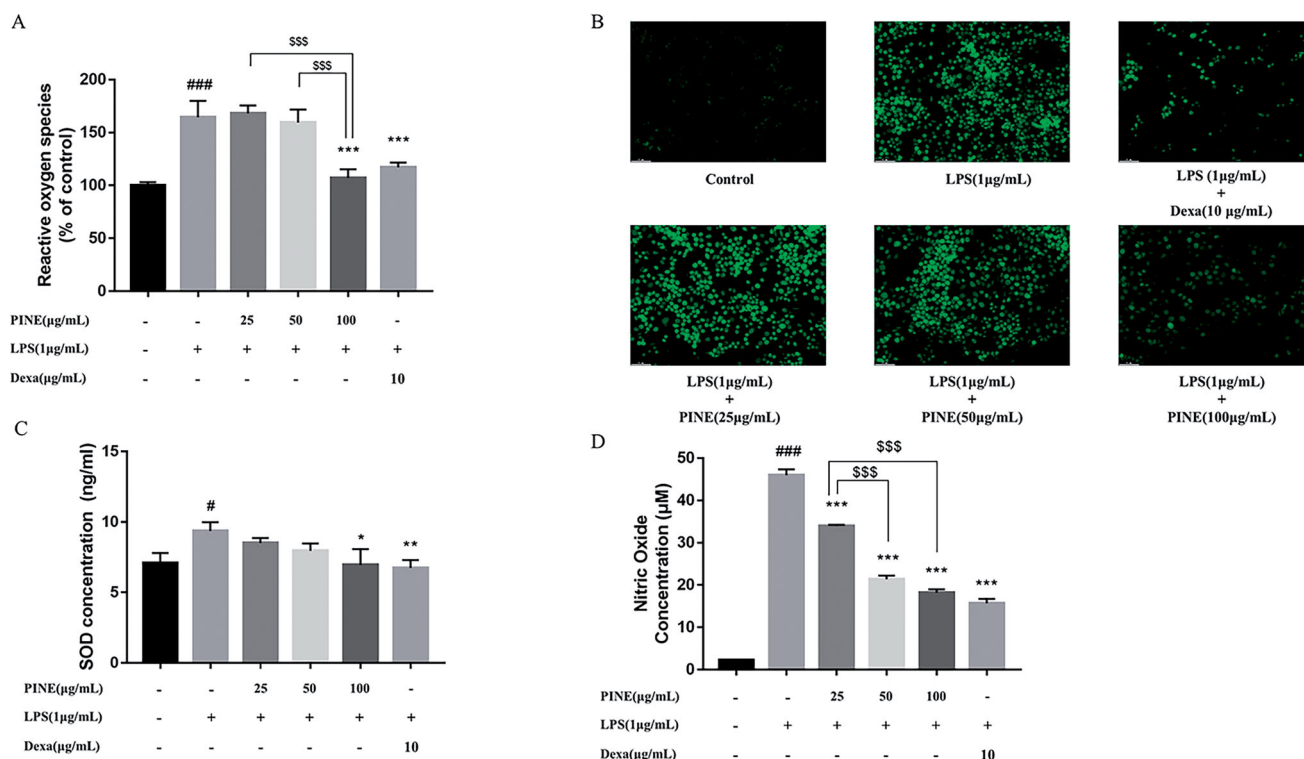 A
$$$
$$$
###
***
***
Reactive oxygen species
(% of control)
200
150
100
50
0
PINE(μg/mL) - - 25 50 100 -
LPS(1μg/mL) - + + + + +
Dexa(μg/mL) - - - - - 10
B
Control
LPS(1μg/mL)
LPS (1μg/mL)
+
Dexa(10 μg/mL)
LPS(1μg/mL)
+
PINE(25μg/mL)
LPS(1μg/mL)
+
PINE(50μg/mL)
LPS(1μg/mL)
+
PINE(100μg/mL)
C
SOD concentration (ng/ml)
15
10
5
0
#
*
**
PINE(μg/mL) - - 25 50 100 -
LPS(1μg/mL) - + + + + +
Dexa(μg/mL) - - - - - 10
D
Nitric Oxide
Concentration (μM)
50
40
30
20
10
0
###
$$$
$$$
***
***
***
***
PINE(μg/mL) - - 25 50 100 -
LPS(1μg/mL) - + + + + +
Dexa(μg/mL) - - - - - 10